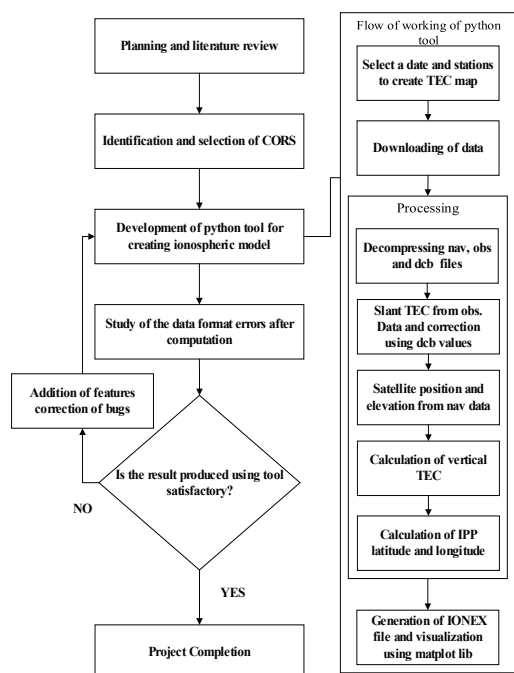 Planning and literature review
Identification and selection of CORS
Development of python tool for
creating ionospheric model
Study of the data format errors after
computation
Addition of features
correction of bugs
Is the result produced using tool
satisfactory?
NO
YES
Project Completion
Flow of working of python
tool
Select a date and stations
to create TEC map
Downloading of data
Processing
Decompressing nav, obs
and dcb files
Slant TEC from obs.
Data and correction
using dcb values
Satellite position and
elevation from nav data
Calculation of vertical
TEC
Calculation of IPP
latitude and longitude
Generation of IONEX
file and visualization
using matplot lib